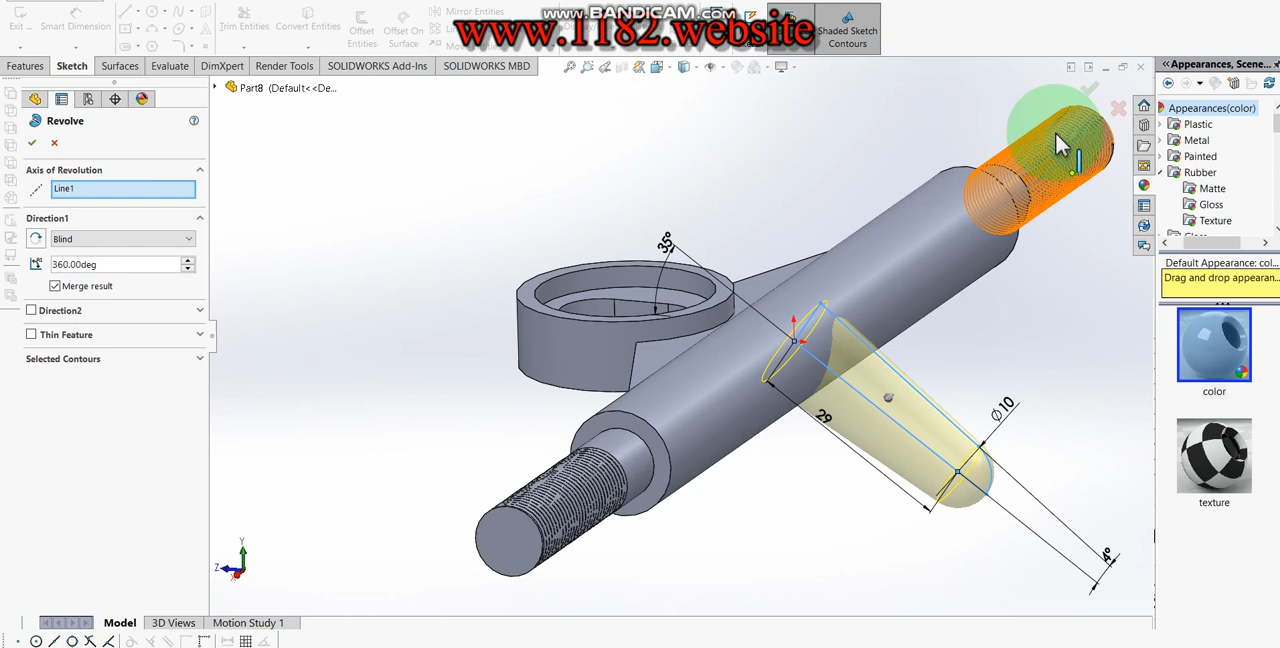 www.BANDICAM.com
www.1182.website
Exit ...
Smart Dimension
Trim Entities
Convert Entities
Offset Entities
Offset On Surface
Mirror Entities
Shaded Sketch Contours
Features
Sketch
Surfaces
Evaluate
DimXpert
Render Tools
SOLIDWORKS Add-Ins
SOLIDWORKS MBD
Part8 (Default<<De...
Revolve
Axis of Revolution
Line1
Direction1
Blind
360.00deg
Merge result
Direction2
Thin Feature
Selected Contours
35°
29
Ø10
4°
Y
Z
X
Appearances, Scene...
Appearances(color)
Plastic
Metal
Painted
Rubber
Matte
Gloss
Texture
Default Appearance: col...
Drag and drop appearan...
color
texture
Model
3D Views
Motion Study 1